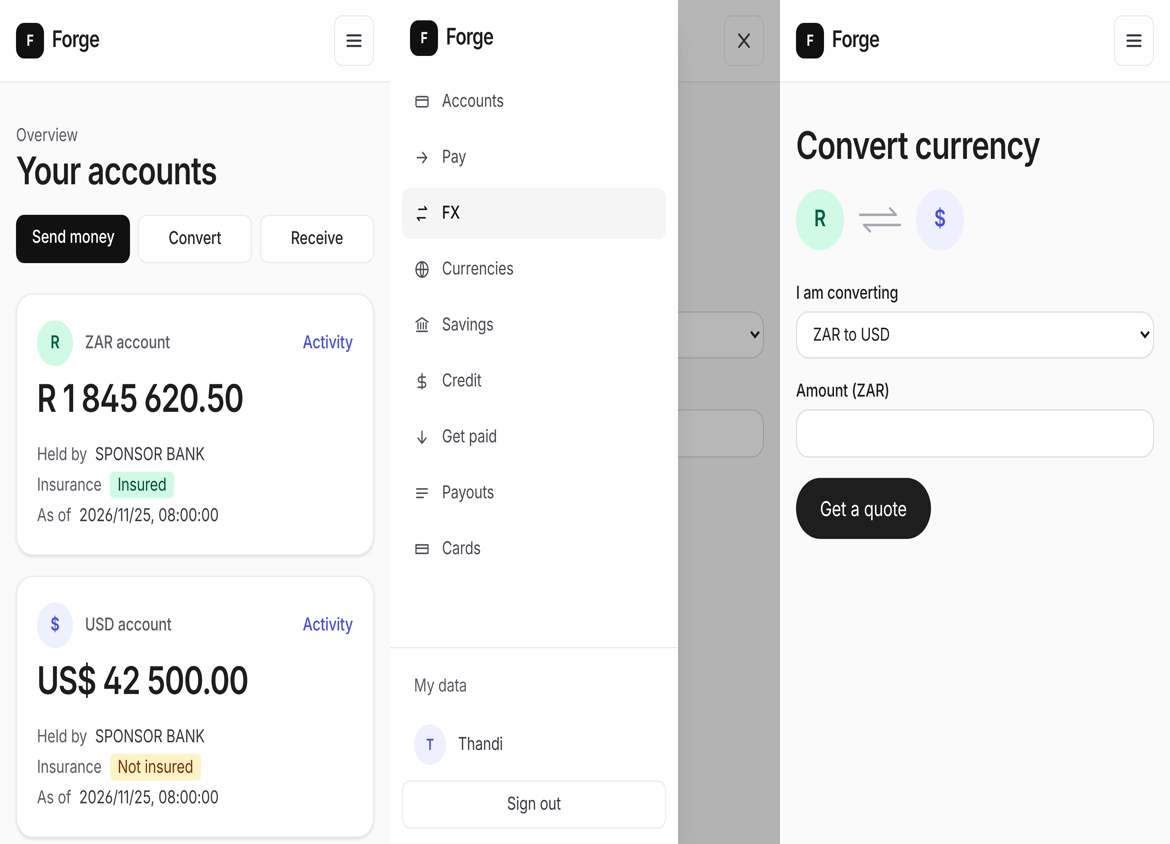 F Forge
Overview
Your accounts
Send money
Convert
Receive
R ZAR account Activity
R 1 845 620.50
Held by SPONSOR BANK
Insurance Insured
As of 2026/11/25, 08:00:00
$ USD account Activity
US$ 42 500.00
Held by SPONSOR BANK
Insurance Not insured
As of 2026/11/25, 08:00:00
F Forge
Accounts
Pay
FX
Currencies
Savings
Credit
Get paid
Payouts
Cards
My data
T Thandi
Sign out
F Forge
Convert currency
R $
I am converting
ZAR to USD
Amount (ZAR)
Get a quote